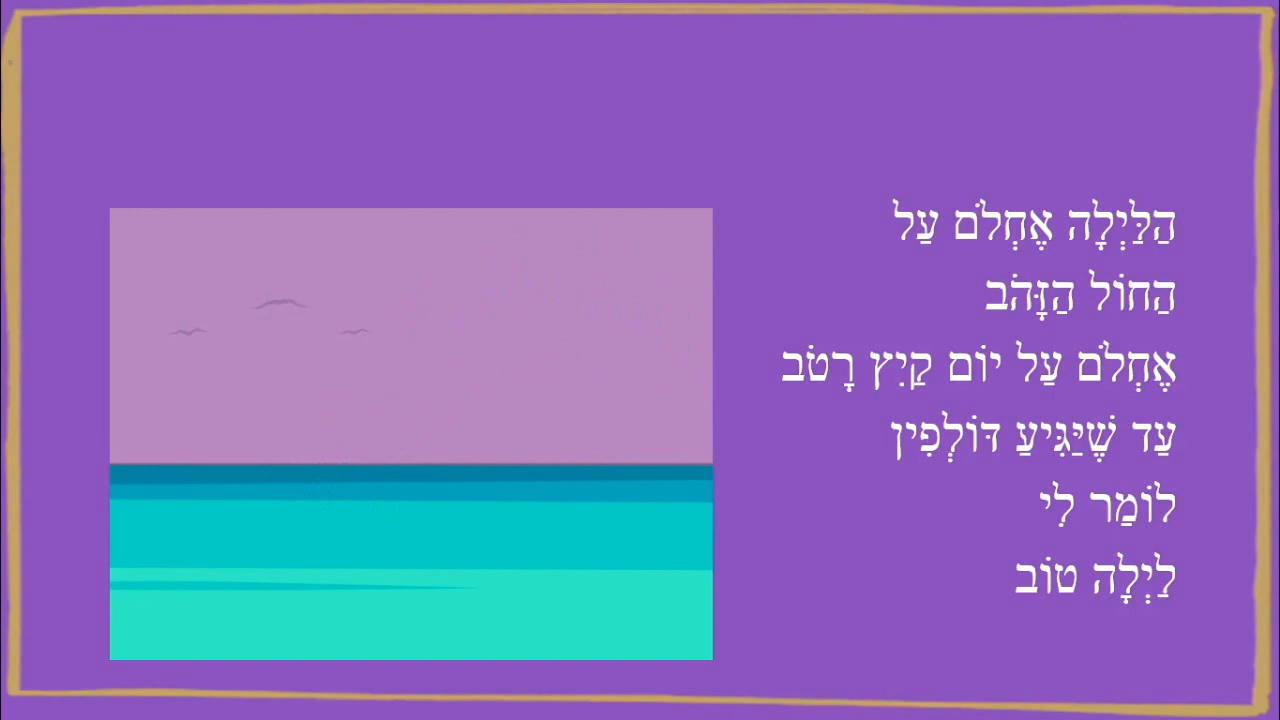 הַלַּיְלָה אֶחְלֹם עַל
הַחוֹל הַזָּהֹב
אֶחְלֹם עַל יוֹם קַיִץ רָטֹב
עַד שֶׁיַּגִּיעַ דּוֹלְפִין
לוֹמַר לִי
לַיְלָה טוֹב